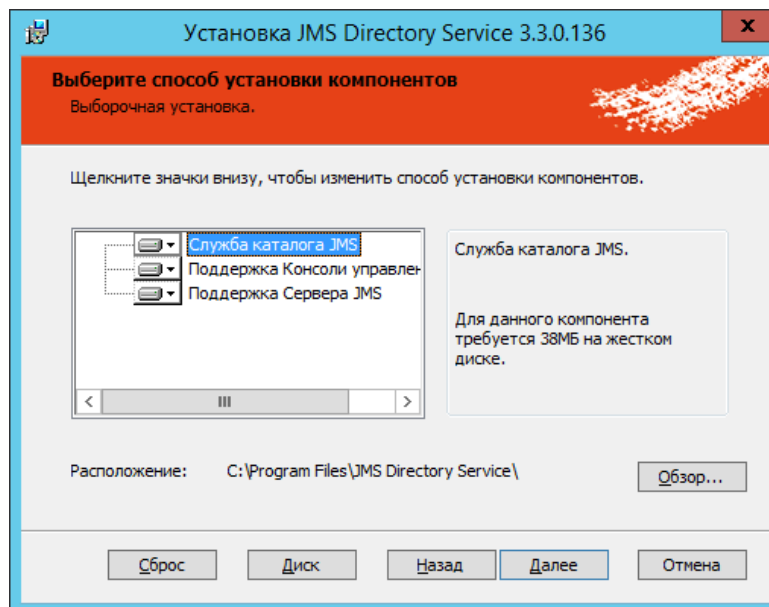 Установка JMS Directory Service 3.3.0.136
x
Выберите способ установки компонентов
Выборочная установка.
Щелкните значки внизу, чтобы изменить способ установки компонентов.
Служба каталога JMS
Поддержка Консоли управлен
Поддержка Сервера JMS
Служба каталога JMS.
Для данного компонента
требуется 38МБ на жестком
диске.
Расположение: C:\Program Files\JMS Directory Service\
Обзор...
Сброс Диск Назад Далее Отмена